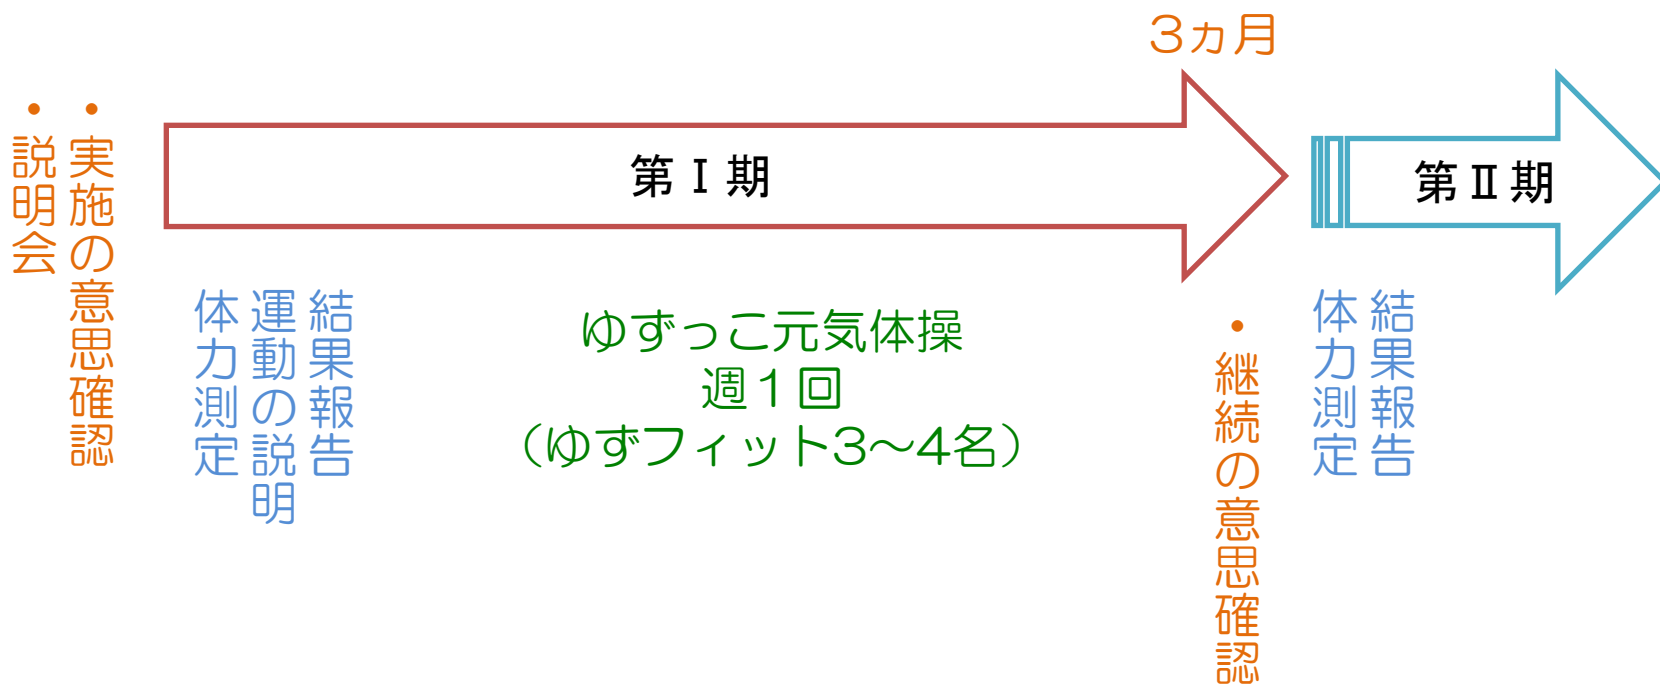 3ヵ月
・実施の意思確認
・説明会
第Ⅰ期
第Ⅱ期
結果報告
運動の説明
体力測定
ゆずっこ元気体操
週1回
（ゆずフィット3～4名）
・継続の意思確認
結果報告
体力測定